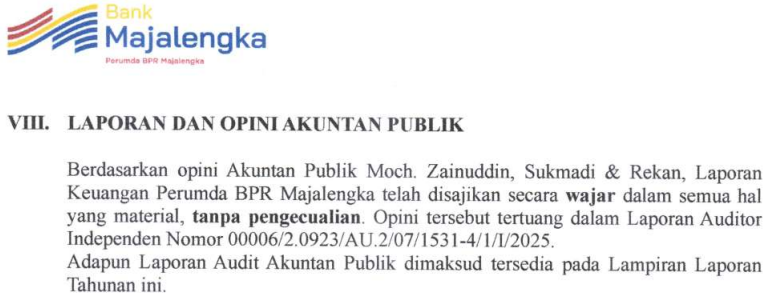 Bank
Majalengka
Perumda BPR Majalengka
VIII. LAPORAN DAN OPINI AKUNTAN PUBLIK
Berdasarkan opini Akuntan Publik Moch. Zainuddin, Sukmadi & Rekan, Laporan
Keuangan Perumda BPR Majalengka telah disajikan secara wajar dalam semua hal
yang material, tanpa pengecualian. Opini tersebut tertuang dalam Laporan Auditor
Independen Nomor 00006/2.0923/AU.2/07/1531-4/1/I/2025.
Adapun Laporan Audit Akuntan Publik dimaksud tersedia pada Lampiran Laporan
Tahunan ini.